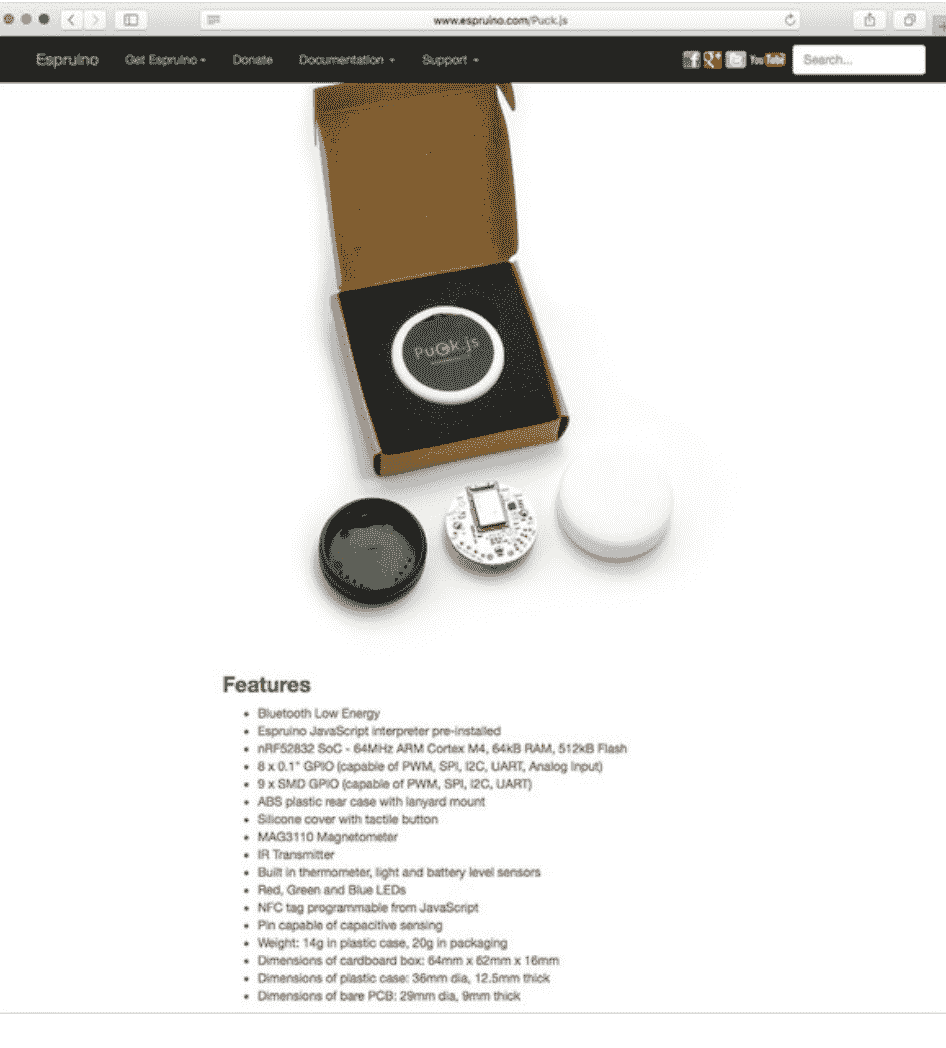 www.espruino.com/Puck.js
Espruino Get Espruino Donate Documentation Support Search...
You Tube
Puck.js
Features
• Bluetooth Low Energy
• Espruino JavaScript interpreter pre-installed
• nRF52832 SoC - 64MHz ARM Cortex M4, 64kB RAM, 512kB Flash
• 8 x 0.1" GPIO (capable of PWM, SPI, I2C, UART, Analog Input)
• 9 x SMD GPIO (capable of PWM, SPI, I2C, UART)
• ABS plastic rear case with lanyard mount
• Silicone cover with tactile button
• MAG3110 Magnetometer
• IR Transmitter
• Built in thermometer, light and battery level sensors
• Red, Green and Blue LEDs
• NFC tag programmable from JavaScript
• Pin capable of capacitive sensing
• Weight: 14g in plastic case, 20g in packaging
• Dimensions of cardboard box: 64mm x 62mm x 16mm
• Dimensions of plastic case: 36mm dia, 12.5mm thick
• Dimensions of bare PCB: 29mm dia, 9mm thick